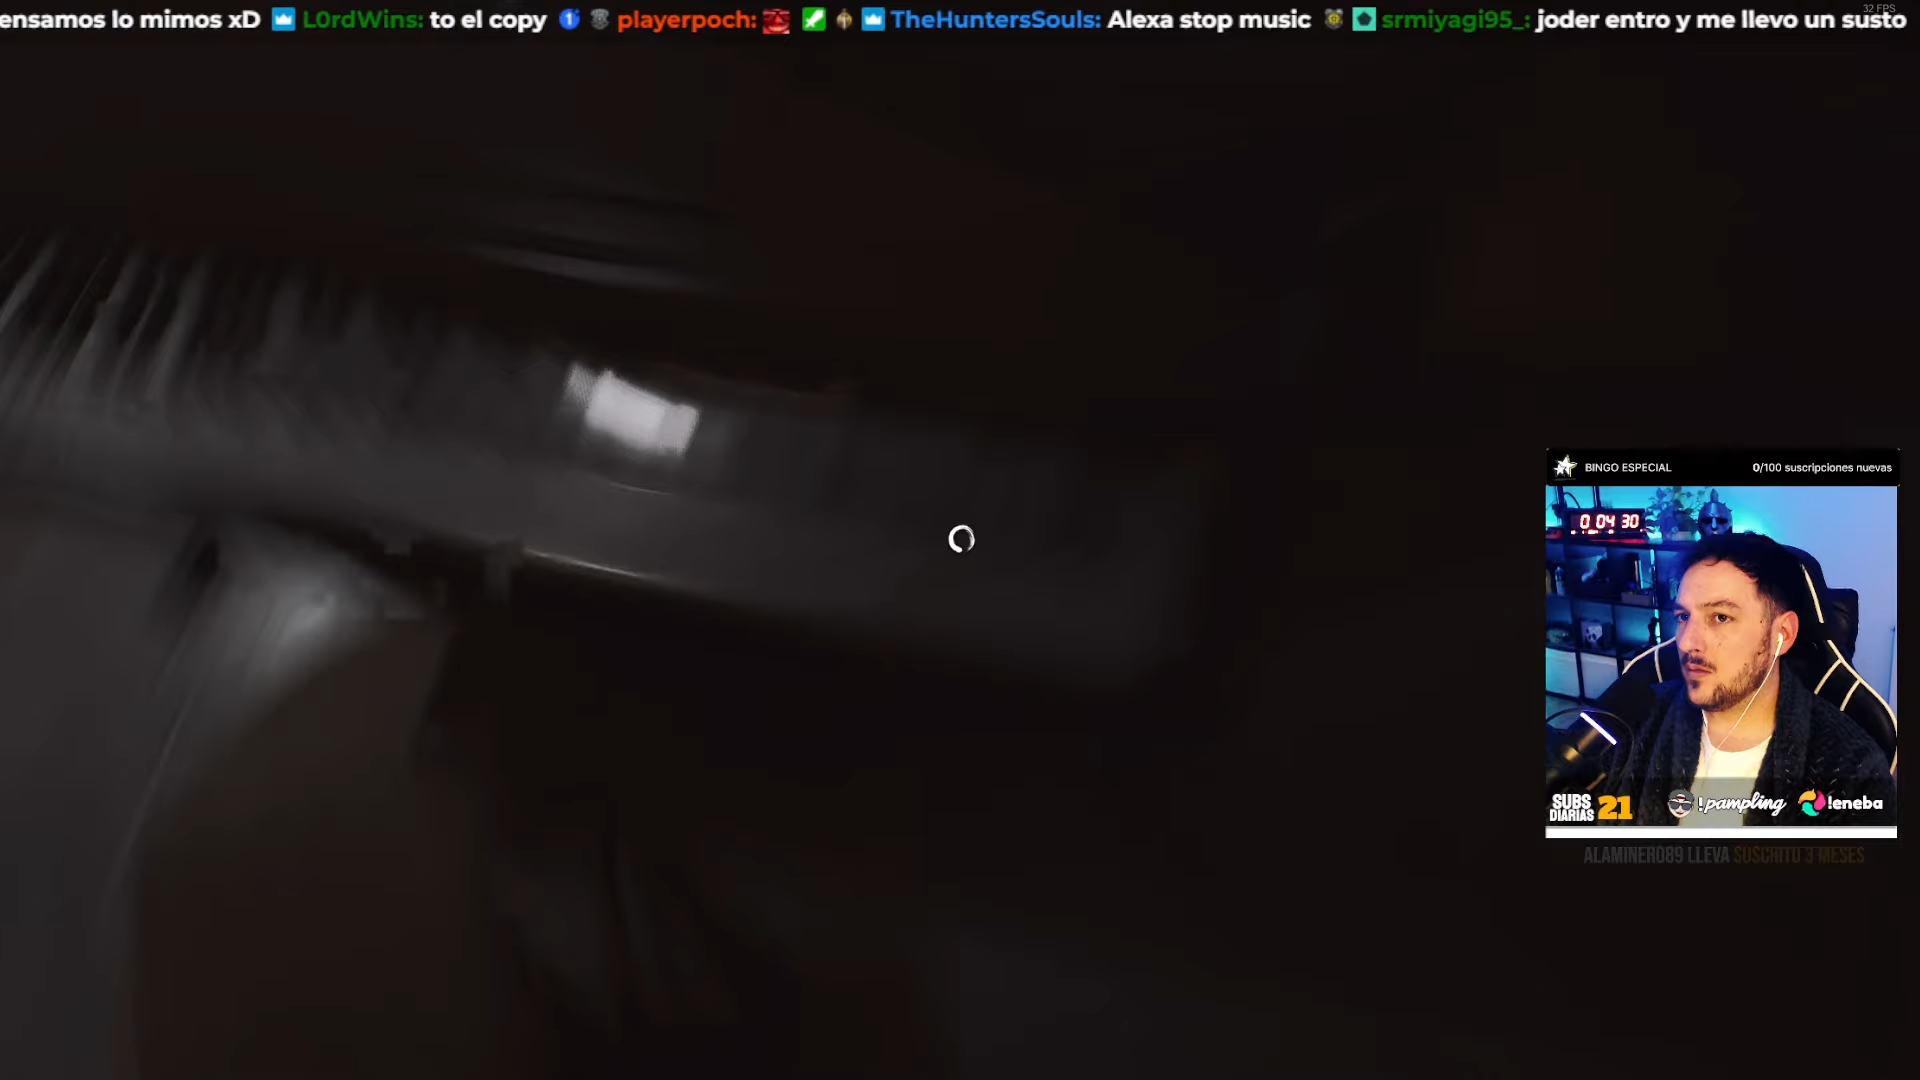 ensamos lo mimos xD L0rdWins: to el copy playerpoch: TheHuntersSouls: Alexa stop music srmiyagi95_: joder entro y me llevo un susto
32 FPS
BINGO ESPECIAL 0/100 suscripciones nuevas
0 04 30
SUBS DIARIAS 21 !pampling !eneba
ALAMINERO89 LLEVA SUSCRITO 3 MESES